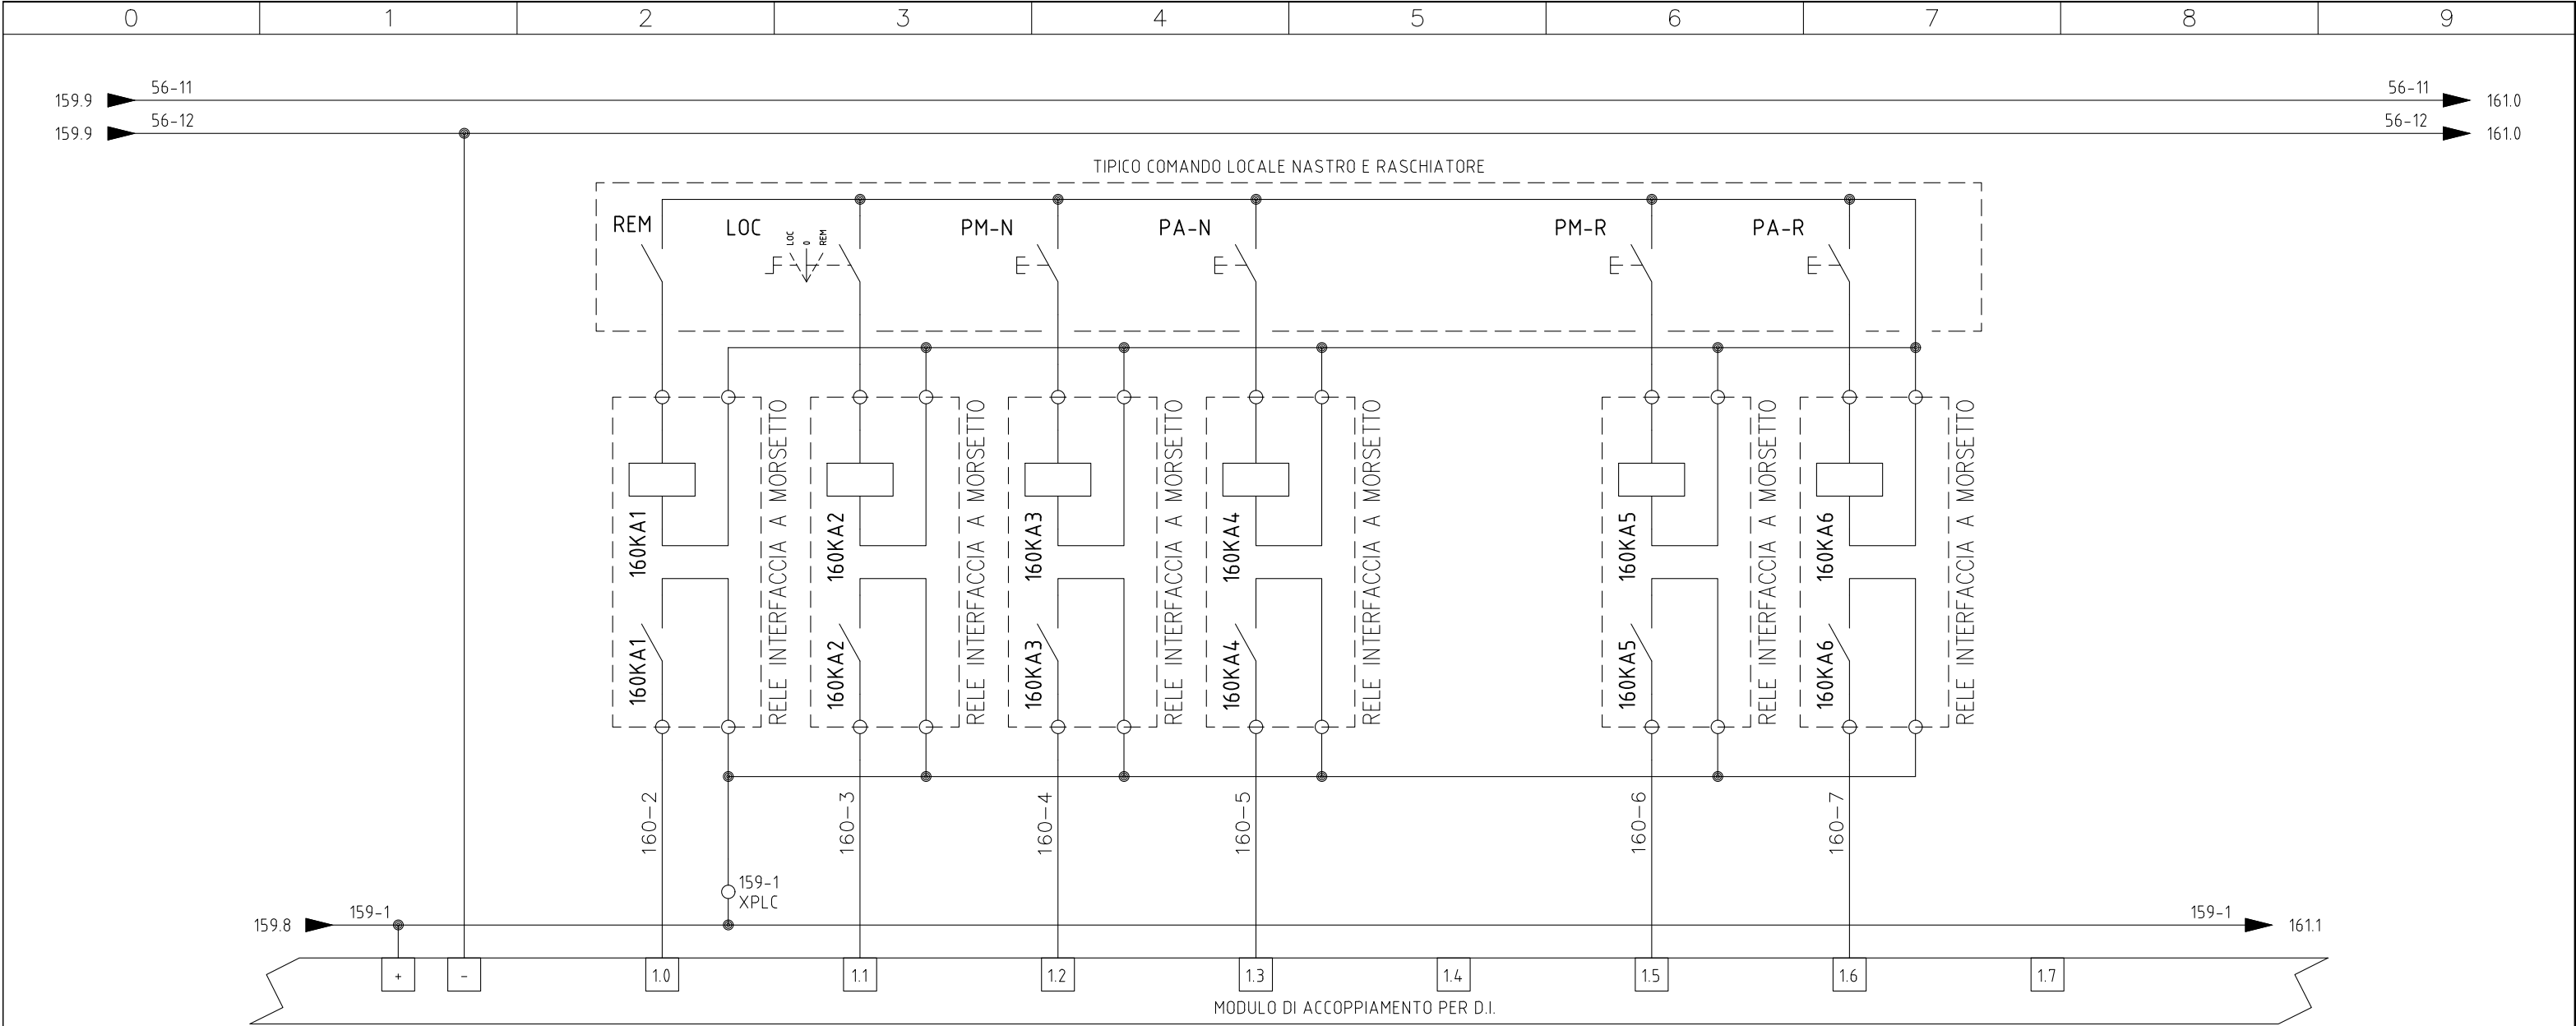 0 1 2 3 4 5 6 7 8 9
56-11 56-11
159.9 161.0
56-12 56-12
159.9 161.0
TIPICO COMANDO LOCALE NASTRO E RASCHIATORE
REM LOC PM-N PA-N PM-R PA-R
LOC 0 REM
160KA1 160KA2 160KA3 160KA4 160KA5 160KA6
RELE INTERFACCIA A MORSETTO
RELE INTERFACCIA A MORSETTO
RELE INTERFACCIA A MORSETTO
RELE INTERFACCIA A MORSETTO
RELE INTERFACCIA A MORSETTO
RELE INTERFACCIA A MORSETTO
160KA1 160KA2 160KA3 160KA4 160KA5 160KA6
160-2 160-3 160-4 160-5 160-6 160-7
159-1
XPLC
159-1 159-1
159.8 161.1
+ - 1.0 1.1 1.2 1.3 1.4 1.5 1.6 1.7
MODULO DI ACCOPPIAMENTO PER D.I.